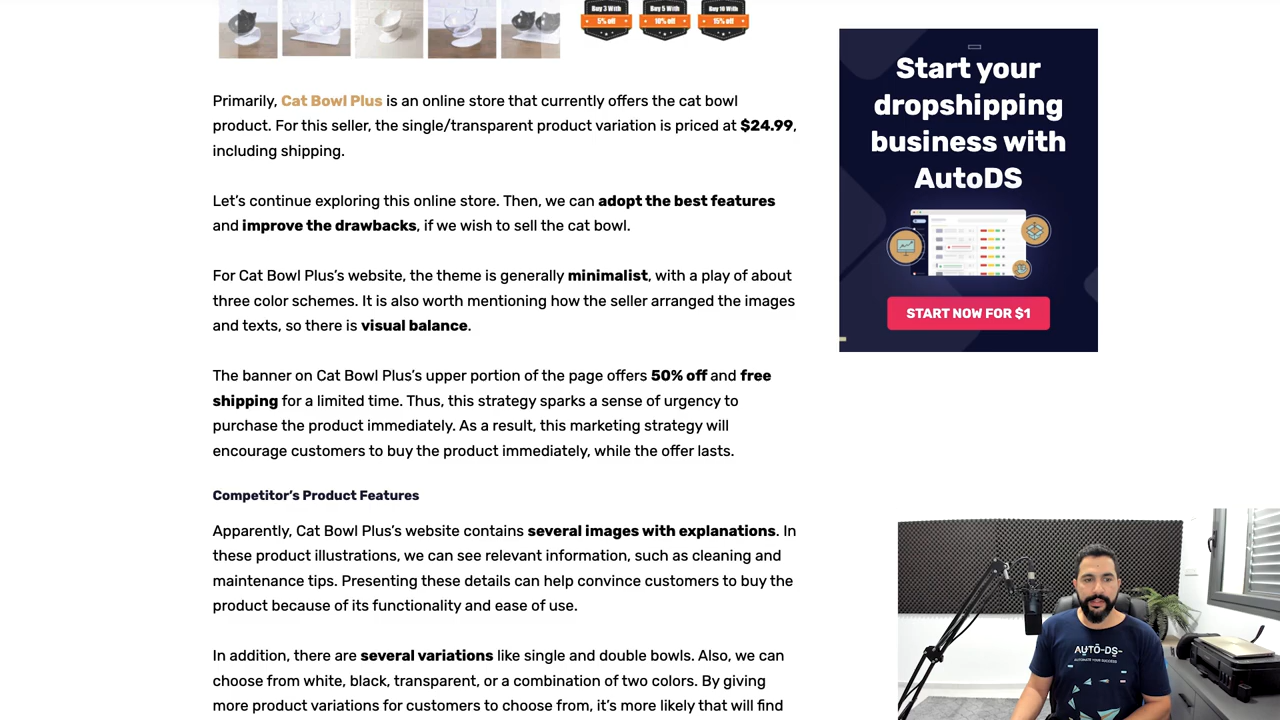 Buy 3 With
5% off
Buy 5 With
10% off
Buy 10 With
15% off
Primarily, Cat Bowl Plus is an online store that currently offers the cat bowl
product. For this seller, the single/transparent product variation is priced at $24.99,
including shipping.
Let's continue exploring this online store. Then, we can adopt the best features
and improve the drawbacks, if we wish to sell the cat bowl.
For Cat Bowl Plus's website, the theme is generally minimalist, with a play of about
three color schemes. It is also worth mentioning how the seller arranged the images
and texts, so there is visual balance.
The banner on Cat Bowl Plus's upper portion of the page offers 50% off and free
shipping for a limited time. Thus, this strategy sparks a sense of urgency to
purchase the product immediately. As a result, this marketing strategy will
encourage customers to buy the product immediately, while the offer lasts.
Competitor's Product Features
Apparently, Cat Bowl Plus's website contains several images with explanations. In
these product illustrations, we can see relevant information, such as cleaning and
maintenance tips. Presenting these details can help convince customers to buy the
product because of its functionality and ease of use.
In addition, there are several variations like single and double bowls. Also, we can
choose from white, black, transparent, or a combination of two colors. By giving
more product variations for customers to choose from, it's more likely that will find
Start your
dropshipping
business with
AutoDS
START NOW FOR $1
AUTO-DS
AUTOMATE YOUR SUCCESS